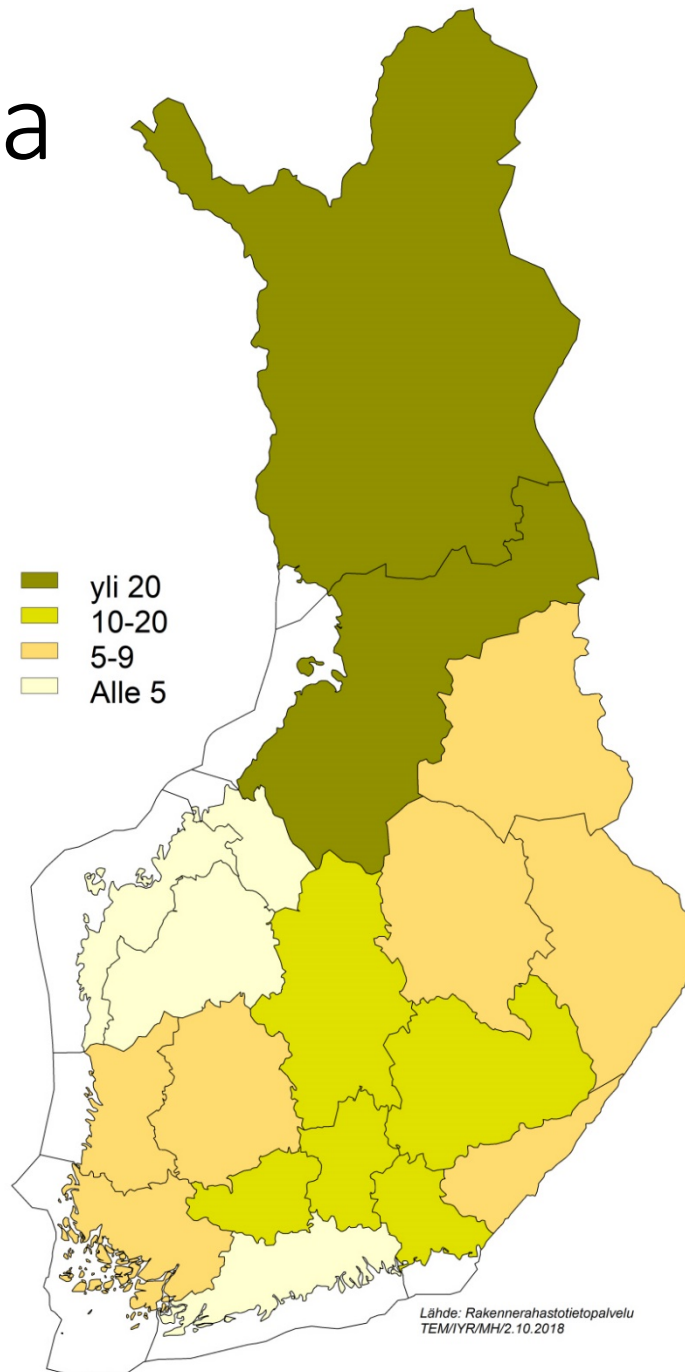 a
yli 20
10-20
5-9
Alle 5
Lähde: Rakennerahastotietopalvelu
TEM/IYR/MH/2.10.2018